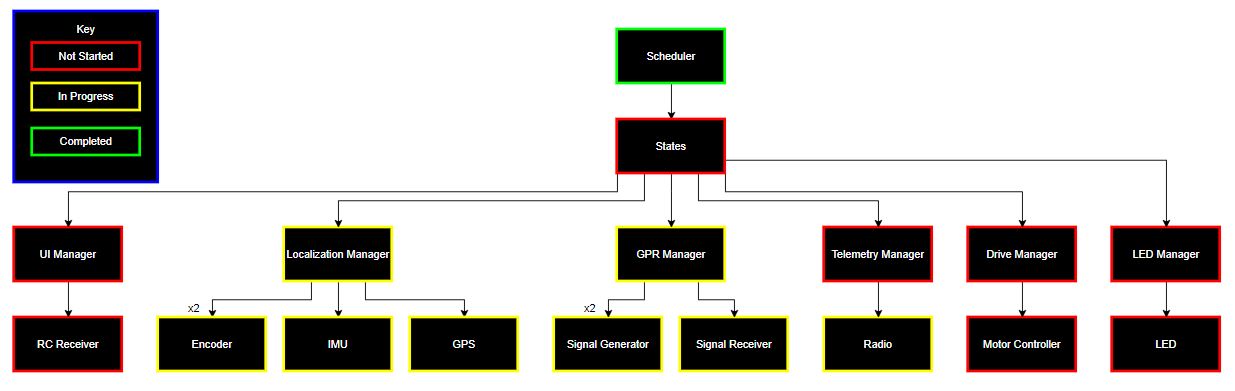 Key
Not Started
In Progress
Completed
Scheduler
States
UI Manager
Localization Manager
GPR Manager
Telemetry Manager
Drive Manager
LED Manager
x2
x2
RC Receiver
Encoder
IMU
GPS
Signal Generator
Signal Receiver
Radio
Motor Controller
LED